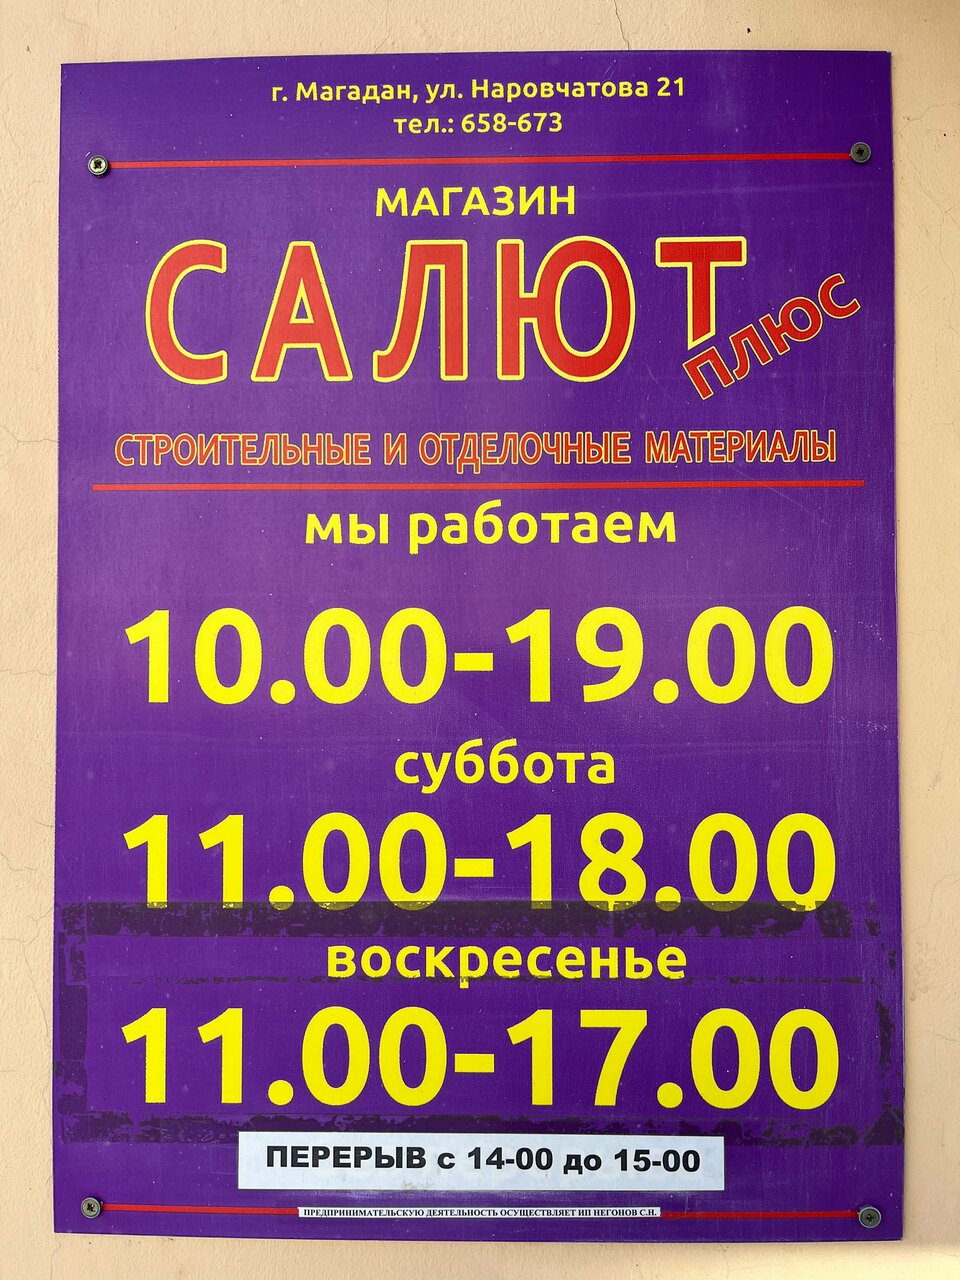 г. Магадан, ул. Наровчатова 21
тел.: 658-673
МАГАЗИН
САЛЮТ
ПЛЮС
СТРОИТЕЛЬНЫЕ И ОТДЕЛОЧНЫЕ МАТЕРИАЛЫ
мы работаем
10.00-19.00
суббота
11.00-18.00
воскресенье
11.00-17.00
ПЕРЕРЫВ с 14-00 до 15-00
ПРЕДПРИНИМАТЕЛЬСКУЮ ДЕЯТЕЛЬНОСТЬ ОСУЩЕСТВЛЯЕТ ИП НЕГОНОВ С.Н.